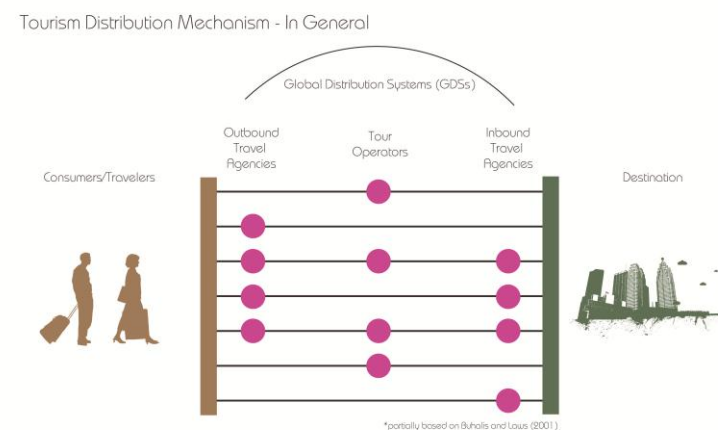 Tourism Distribution Mechanism - In General
Global Distribution Systems (GDSs)
Outbound
Travel
Agencies
Tour
Operators
Inbound
Travel
Agencies
Consumers/Travelers
Destination
*partially based on Buhalis and Laws (2001)